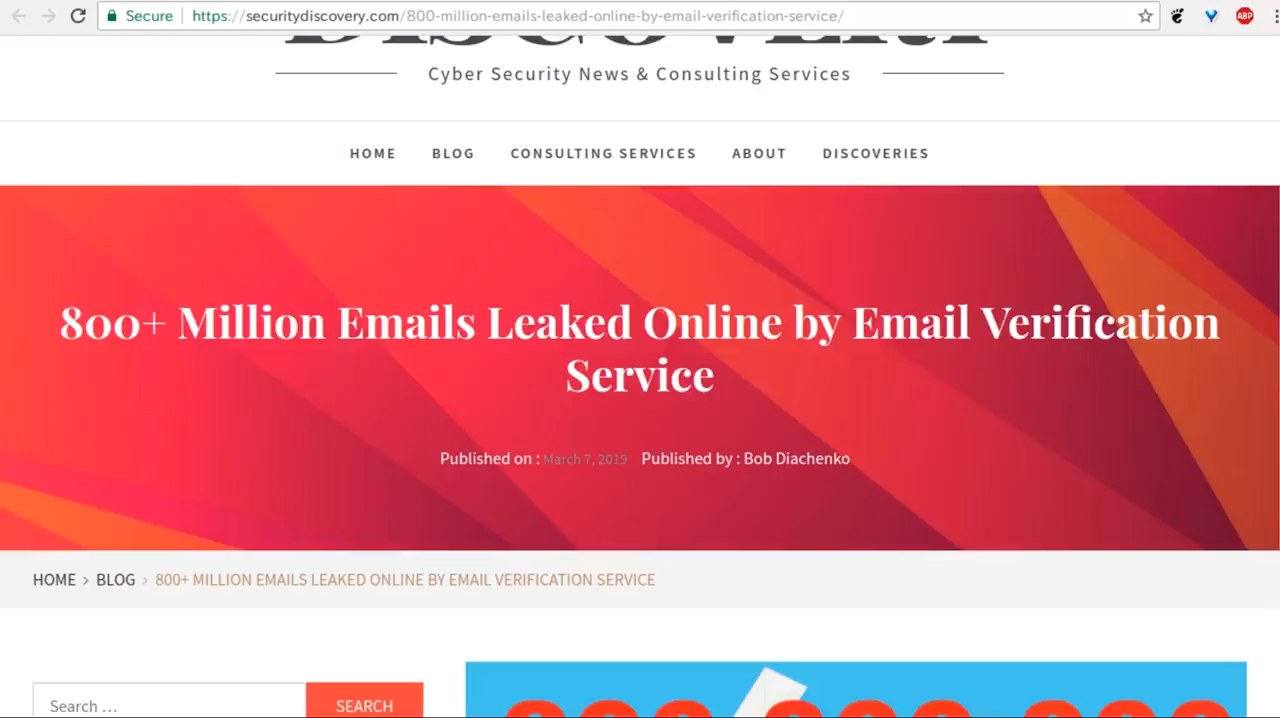 Secure https://securitydiscovery.com/800-million-emails-leaked-online-by-email-verification-service/
ABP
Cyber Security News & Consulting Services
HOME BLOG CONSULTING SERVICES ABOUT DISCOVERIES
800+ Million Emails Leaked Online by Email Verification
Service
Published on : March 7, 2019 Published by : Bob Diachenko
HOME > BLOG > 800+ MILLION EMAILS LEAKED ONLINE BY EMAIL VERIFICATION SERVICE
Search … SEARCH